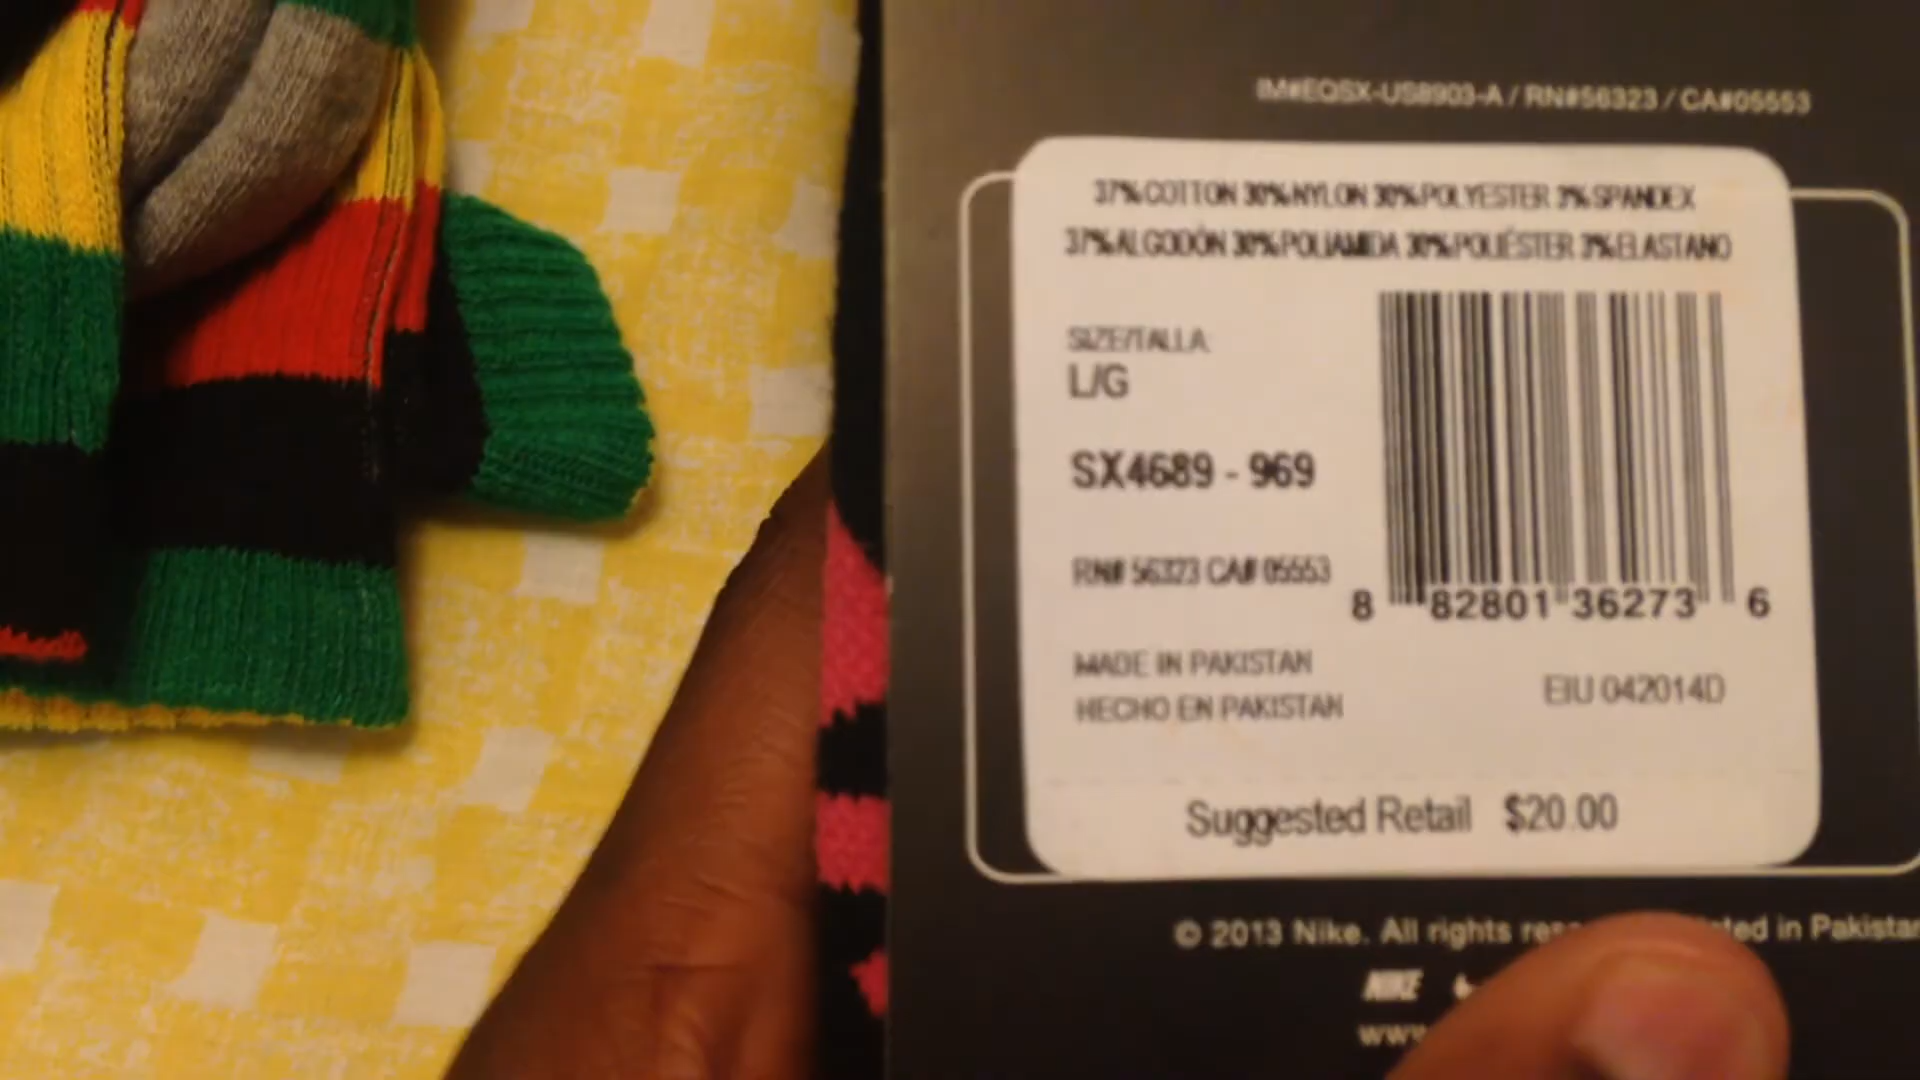 IM#EQSX-US8903-A / RN#56323 / CA#05553
37% COTTON 30% NYLON 30% POLYESTER 3% SPANDEX
37% ALGODÓN 30% POLIAMIDA 30% POLIÉSTER 3% ELASTANO
SIZE/TALLA:
L/G
SX4689 - 969
RN# 56323 CA# 05553
8 82801 36273 6
MADE IN PAKISTAN
HECHO EN PAKISTAN
EIU 042014D
Suggested Retail $20.00
© 2013 Nike. All rights in Pakistan
NIKE